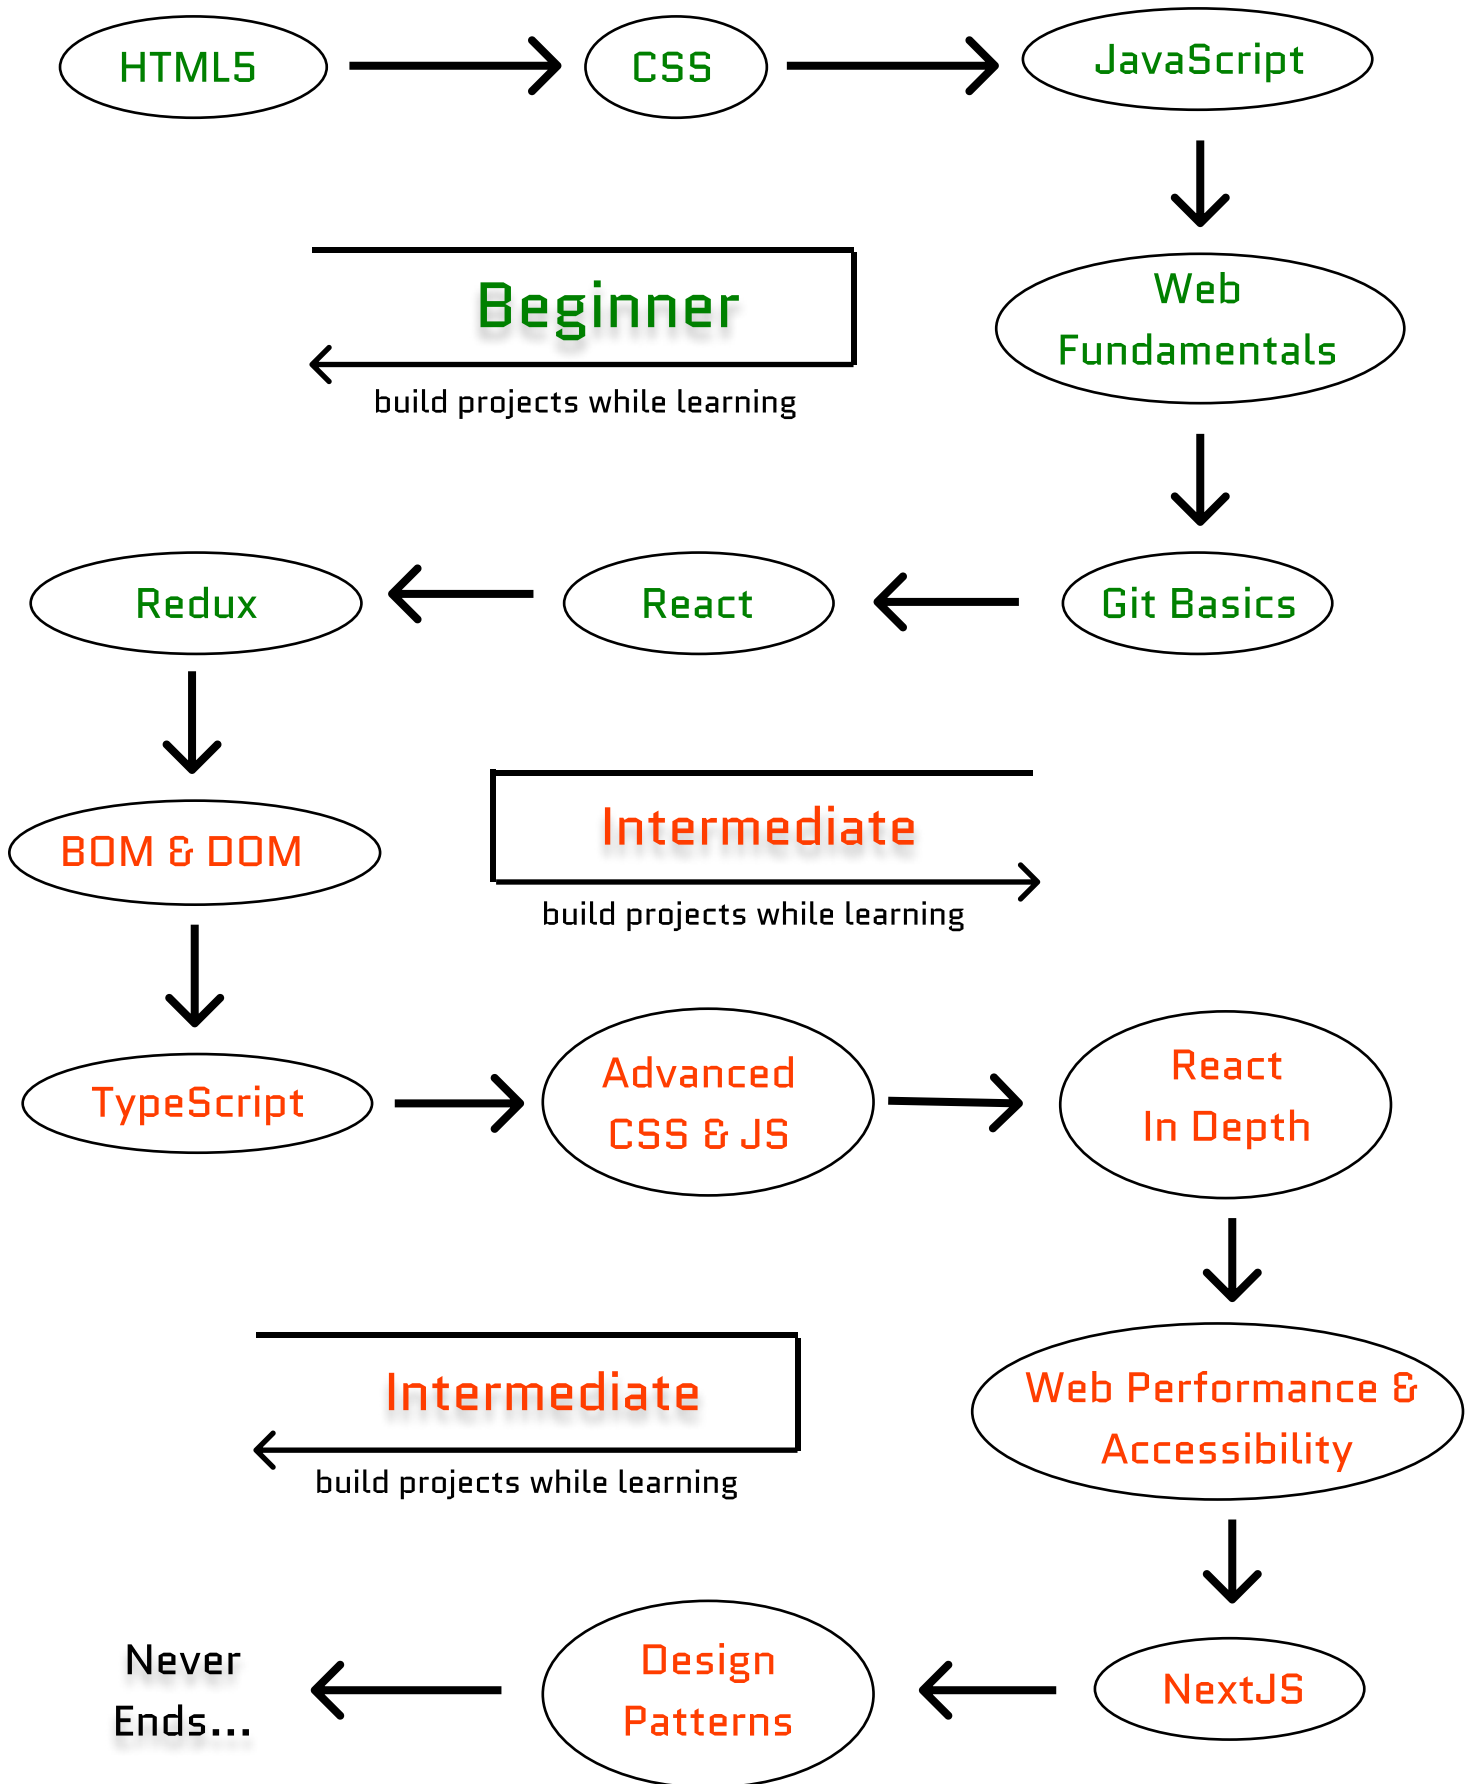 HTML5
CSS
JavaScript
Web
Fundamentals
Beginner
build projects while learning
Git Basics
React
Redux
BOM & DOM
Intermediate
build projects while learning
TypeScript
Advanced
CSS & JS
React
In Depth
Web Performance &
Accessibility
Intermediate
build projects while learning
NextJS
Design
Patterns
Never
Ends...